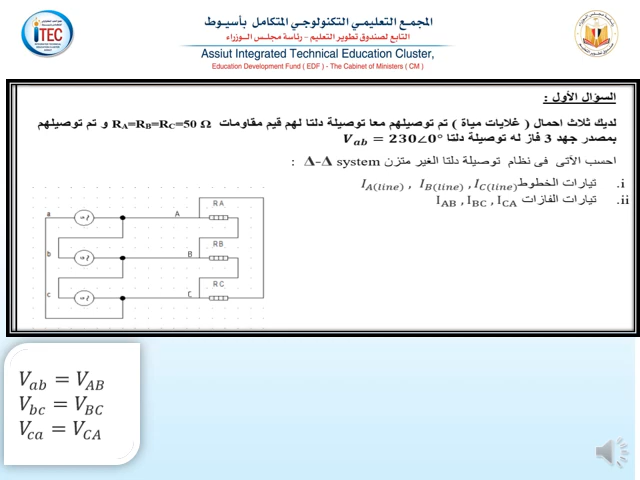 المجمع التعليمي التكنولوجي المتكامل بأسيوط
التابع لصندوق تطوير التعليم - رئاسة مجلس الوزراء
Assiut Integrated Technical Education Cluster,
Education Development Fund ( EDF ) - The Cabinet of Ministers ( CM )
iTEC
السؤال الأول :
لديك ثلاث احمال ( غلايات مياة ) تم توصيلهم معا توصيلة دلتا لهم قيم مقاومات RA=RB=RC=50 Ω و تم توصيلهم
بمصدر جهد 3 فاز له توصيلة دلتا Vab = 230∠0°
احسب الآتى فى نظام توصيلة دلتا الغير متزن Δ-Δ system :
i. تيارات الخطوط IA(line) , IB(line) , IC(line)
ii. تيارات الفازات IAB , IBC , ICA
a A RA
b B RB
c C RC
Vab = VAB
Vbc = VBC
Vca = VCA